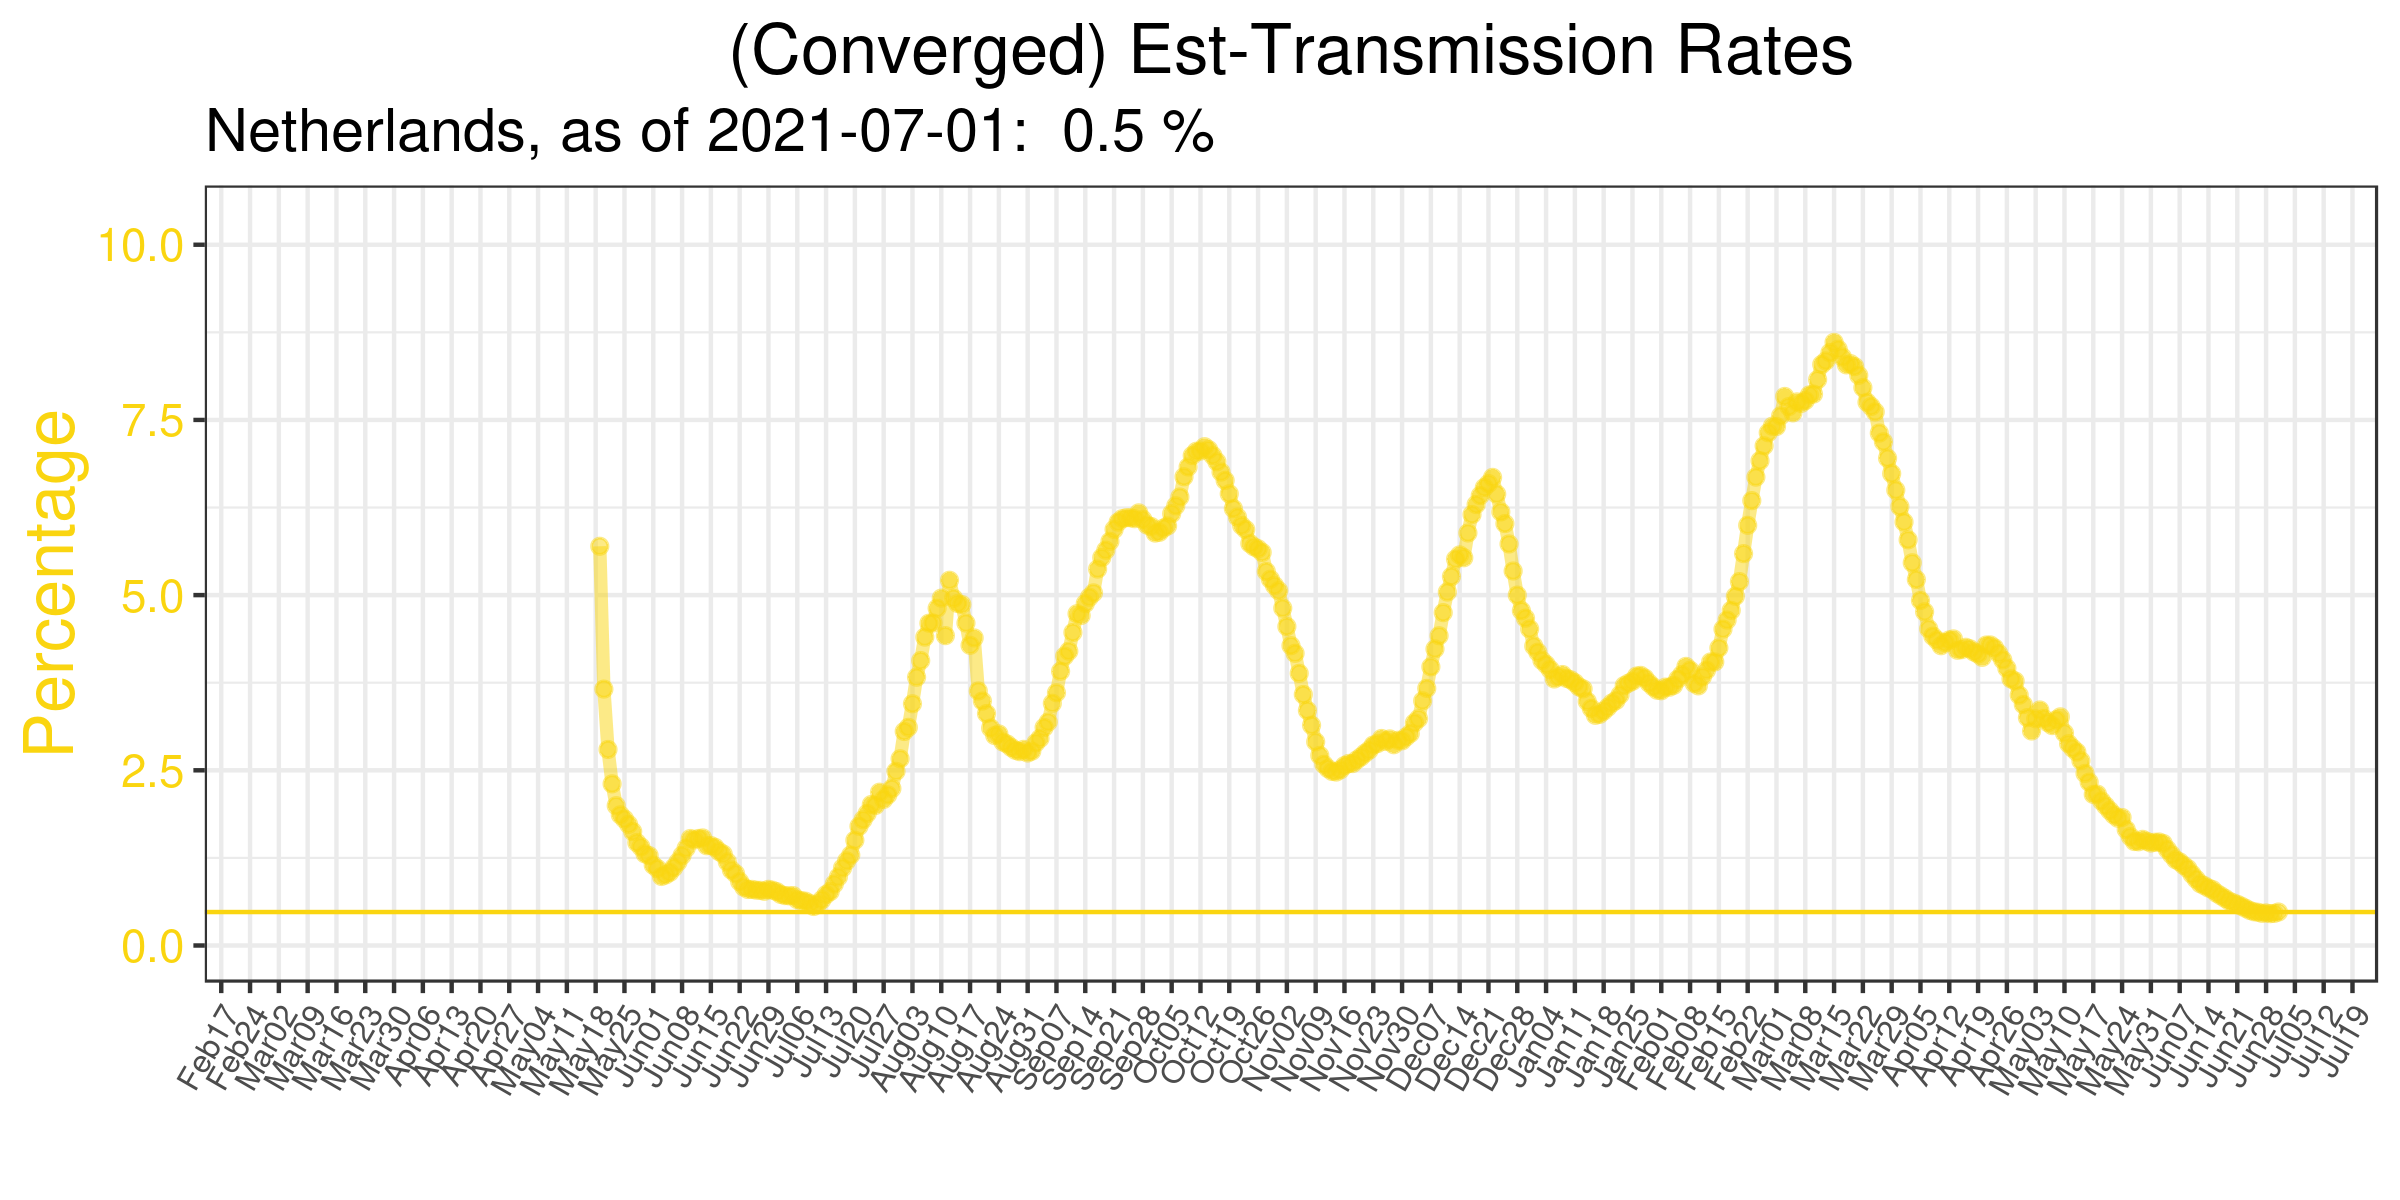 (Converged) Est-Transmission Rates
Netherlands, as of 2021-07-01:  0.5 %
Percentage
10.0
7.5
5.0
2.5
0.0
Feb17
Feb24
Mar02
Mar09
Mar16
Mar23
Mar30
Apr06
Apr13
Apr20
Apr27
May04
May11
May18
May25
Jun01
Jun08
Jun15
Jun22
Jun29
Jul06
Jul13
Jul20
Jul27
Aug03
Aug10
Aug17
Aug24
Aug31
Sep07
Sep14
Sep21
Sep28
Oct05
Oct12
Oct19
Oct26
Nov02
Nov09
Nov16
Nov23
Nov30
Dec07
Dec14
Dec21
Dec28
Jan04
Jan11
Jan18
Jan25
Feb01
Feb08
Feb15
Feb22
Mar01
Mar08
Mar15
Mar22
Mar29
Apr05
Apr12
Apr19
Apr26
May03
May10
May17
May24
May31
Jun07
Jun14
Jun21
Jun28
Jul05
Jul12
Jul19